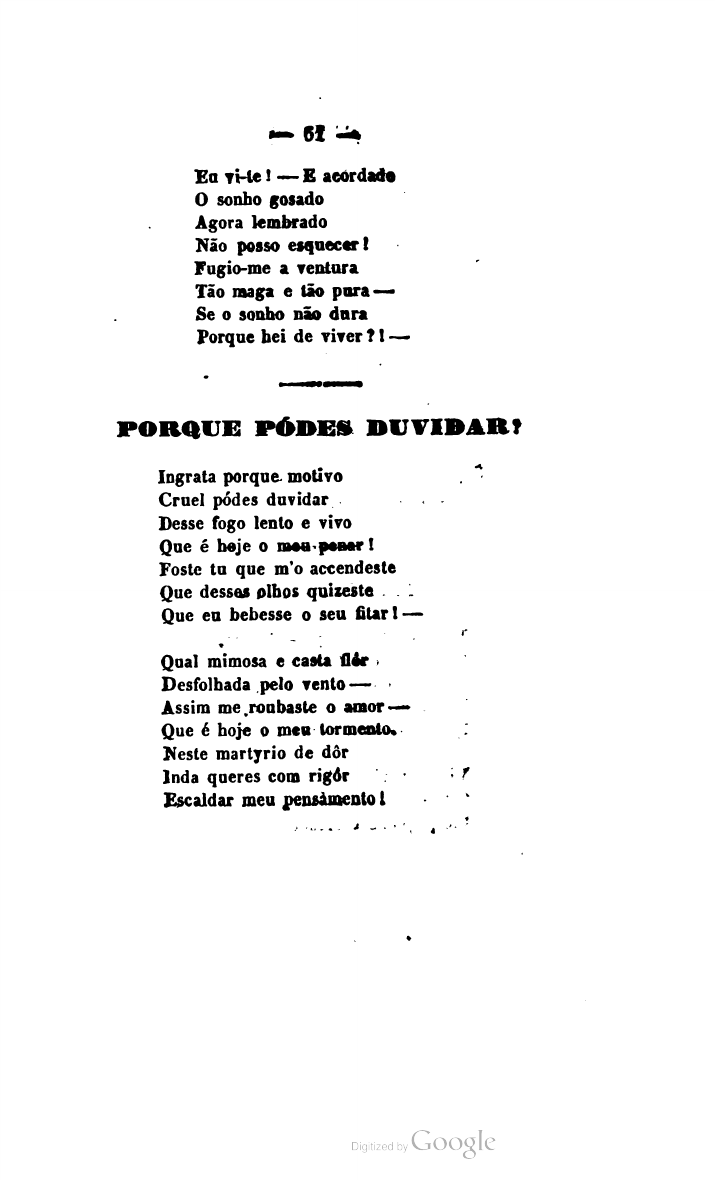 — 61 —
Eu vi-te! — E acordado
O sonho gosado
Agora lembrado
Não posso esquecer!
Fugio-me a ventura
Tão maga e tão pura —
Se o sonho não dura
Porque hei de viver?! —
PORQUE PÓDES DUVIDAR?
Ingrata porque motivo
Cruel pódes duvidar
Desse fogo lento e vivo
Que é hoje o meu penar!
Foste tu que m'o accendeste
Que desses olhos quizeste
Que eu bebesse o seu fitar! —
Qual mimosa e casta flôr
Desfolhada pelo vento —
Assim me roubaste o amor —
Que é hoje o meu tormento.
Neste martyrio de dôr
Inda queres com rigôr
Escaldar meu pensàmento!
Digitized by Google